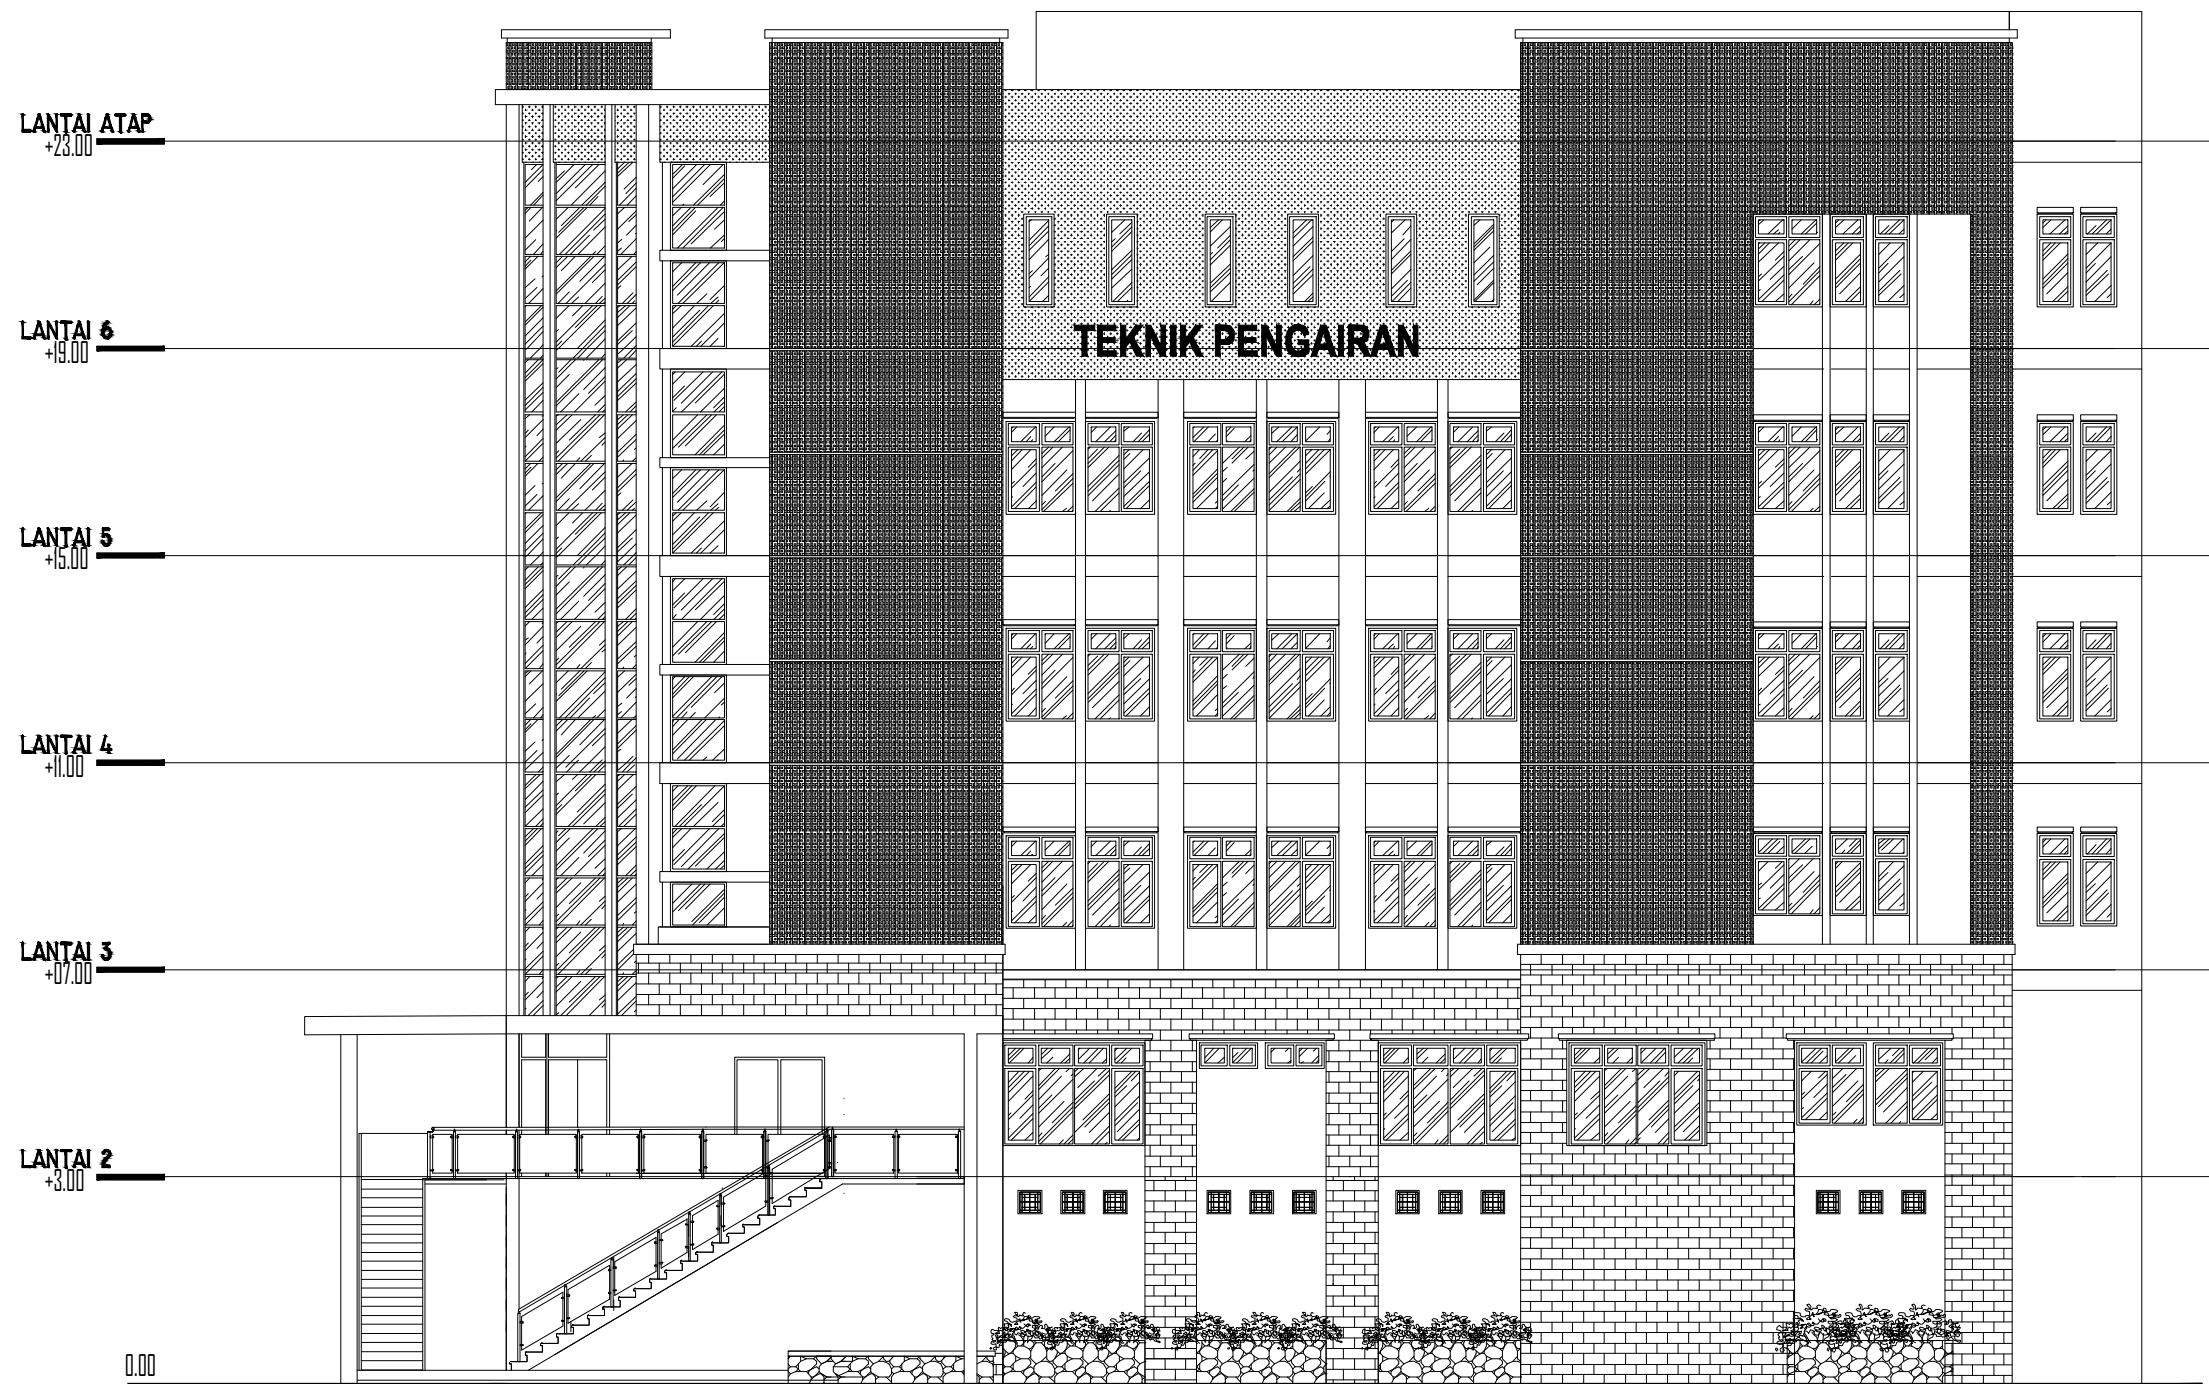 LANTAI ATAP
+23.00
LANTAI 6
+19.00
TEKNIK PENGAIRAN
LANTAI 5
+15.00
LANTAI 4
+11.00
LANTAI 3
+07.00
LANTAI 2
+3.00
0.00